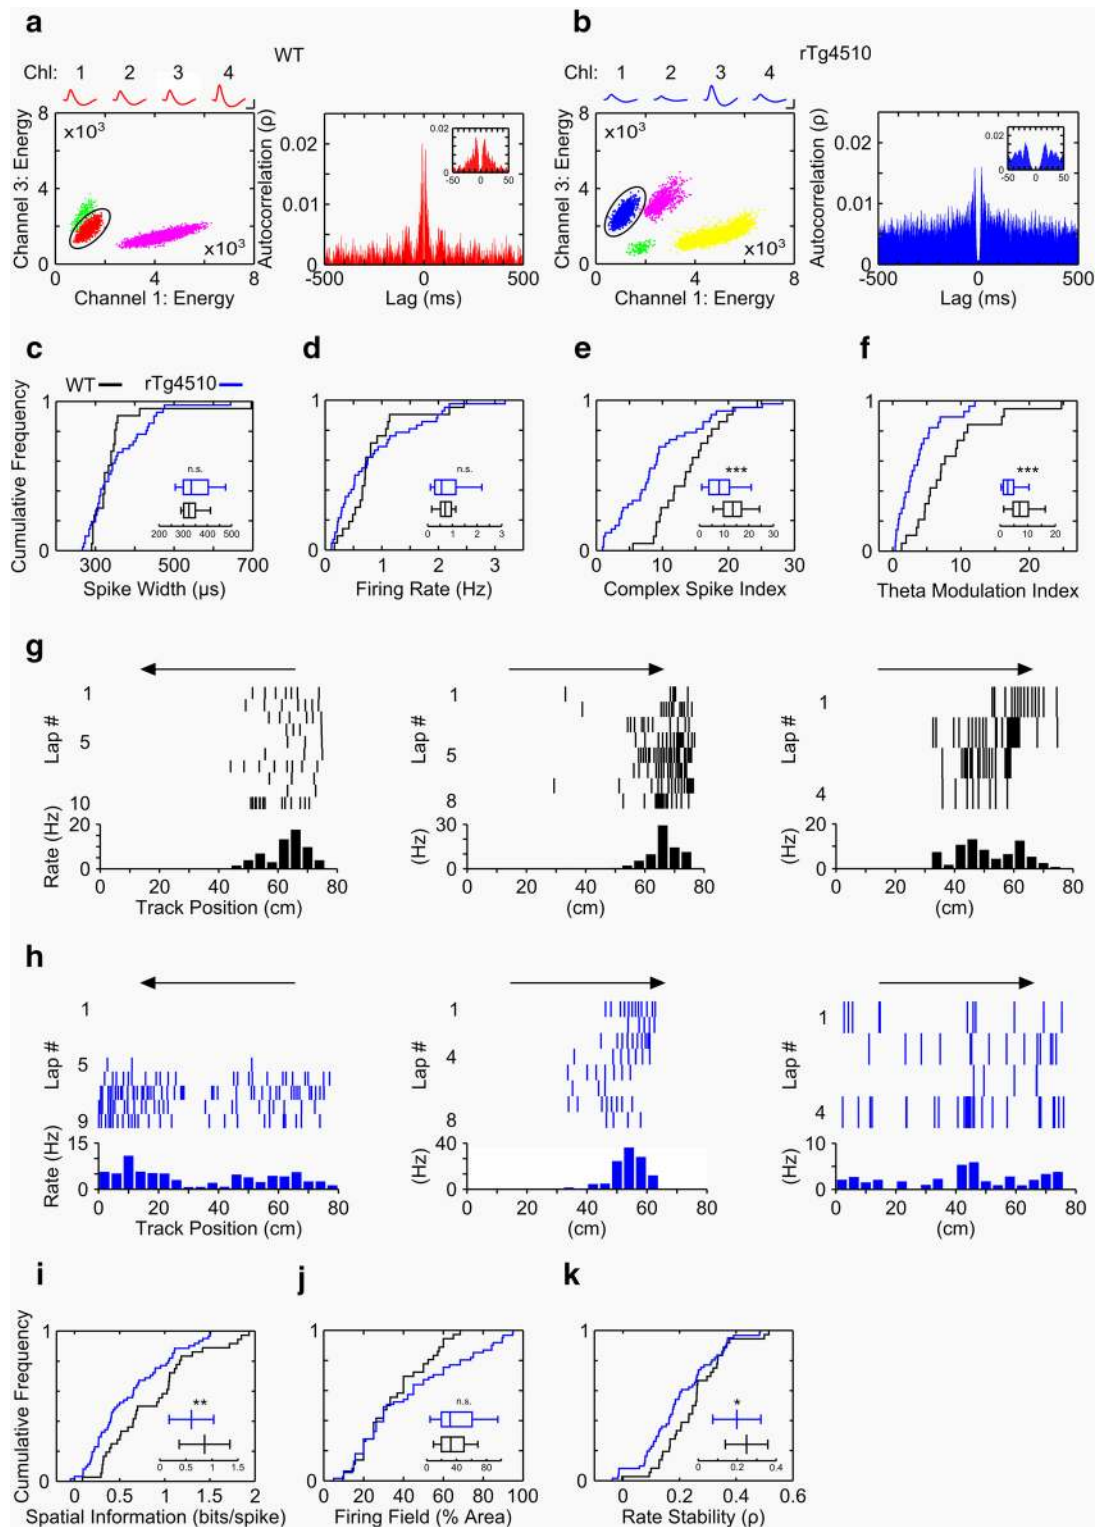 a
b
WT
rTg4510
Chl: 1 2 3 4
Chl: 1 2 3 4
Channel 3: Energy
8
4
0
×10³
×10³
0 4 8
Channel 1: Energy
Autocorrelation (ρ)
0.02
0.01
0
0.02
0
-50 0 50
-500 0 500
Lag (ms)
Channel 3: Energy
8
4
0
×10³
×10³
0 4 8
Channel 1: Energy
Autocorrelation (ρ)
0.02
0.01
0
0.02
0
-50 0 50
-500 0 500
Lag (ms)
c
d
e
f
WT
rTg4510
Cumulative Frequency
1
0
n.s.
200 300 400 500
300 500 700
Spike Width (µs)
1
0
n.s.
0 1 2 3
0 1 2 3
Firing Rate (Hz)
1
0
***
0 10 20 30
0 10 20 30
Complex Spike Index
1
0
***
0 10 20
0 10 20
Theta Modulation Index
g
Lap #
1
5
10
Rate (Hz)
20
0
0 20 40 60 80
Track Position (cm)
Lap #
1
5
8
(Hz)
30
0
0 20 40 60 80
(cm)
Lap #
1
4
(Hz)
20
0
0 20 40 60 80
(cm)
h
Lap #
1
5
9
Rate (Hz)
15
0
0 20 40 60 80
Track Position (cm)
Lap #
1
4
8
(Hz)
40
0
0 20 40 60 80
(cm)
Lap #
1
4
(Hz)
10
0
0 20 40 60 80
(cm)
i
j
k
Cumulative Frequency
1
0
**
0 0.5 1 1.5
0 0.5 1 1.5 2
Spatial Information (bits/spike)
1
0
n.s.
0 40 80
0 20 40 60 80 100
Firing Field (% Area)
1
0
*
0 0.2 0.4
0 0.2 0.4 0.6
Rate Stability (ρ)